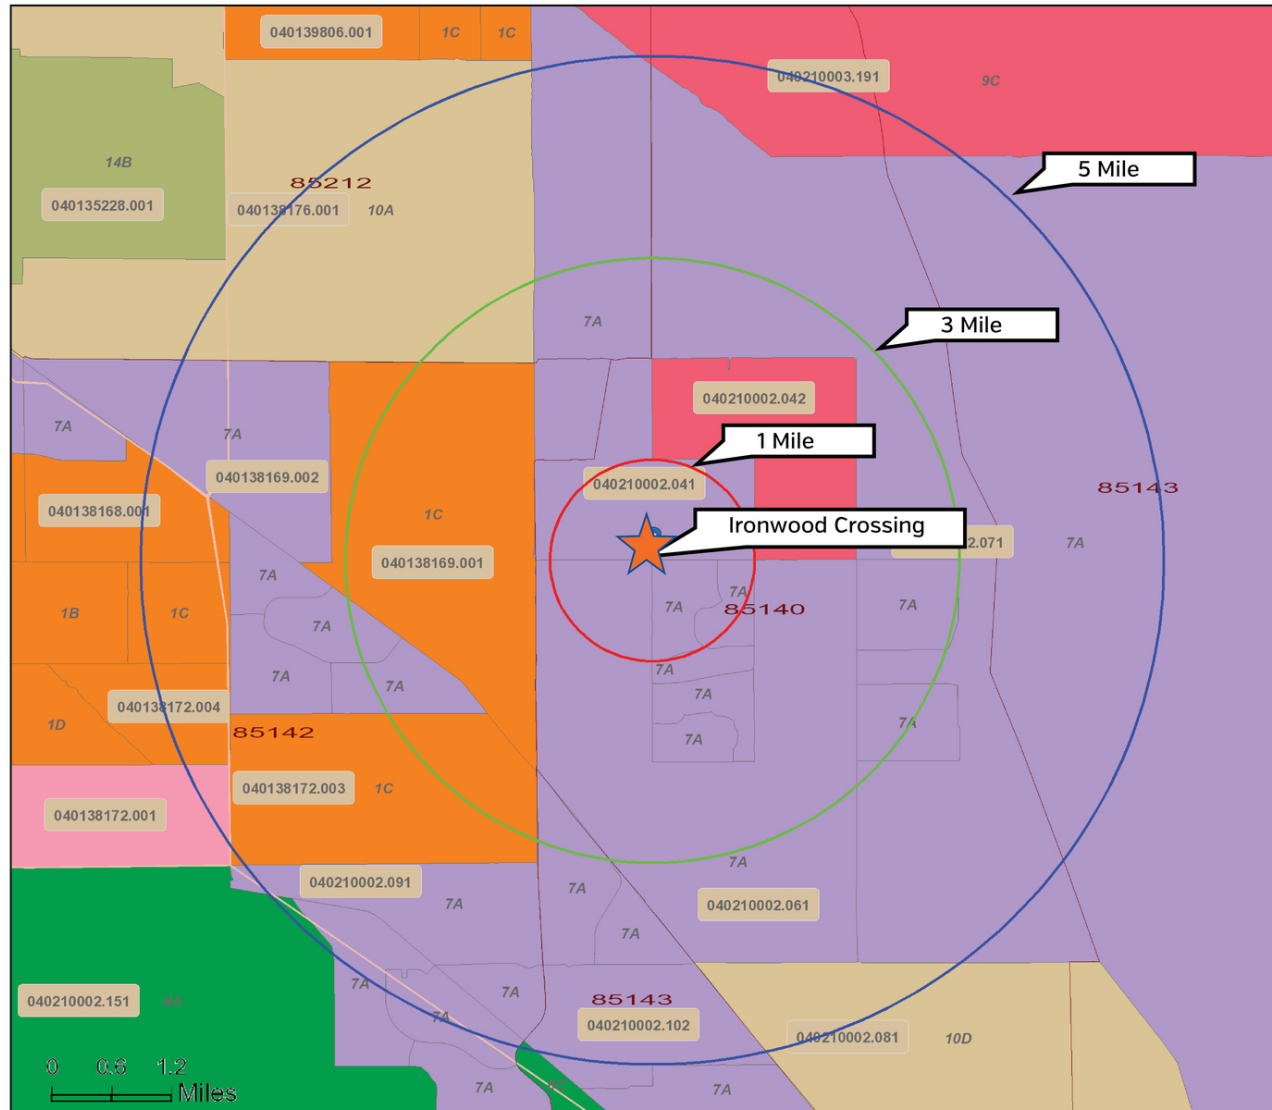 040139806.001 1C 1C
040210003.191 9C
14B
5 Mile
85212
040135228.001 040138176.001 10A
7A
3 Mile
040210002.042
7A 7A
1 Mile
040138169.002 040210002.041
85143
040138168.001 1C
Ironwood Crossing
040138169.001 2.071 7A
7A
1B 1C 7A 7A 7A 7A
85140
7A
7A 7A 7A
040138172.004
1D 7A
85142 7A
040138172.003 1C
040138172.001
7A
040210002.091 7A 7A
040210002.061
7A
7A 7A
040210002.151 85143
7A 040210002.102
040210002.081 10D
0 0.6 1.2
Miles
7A 7A